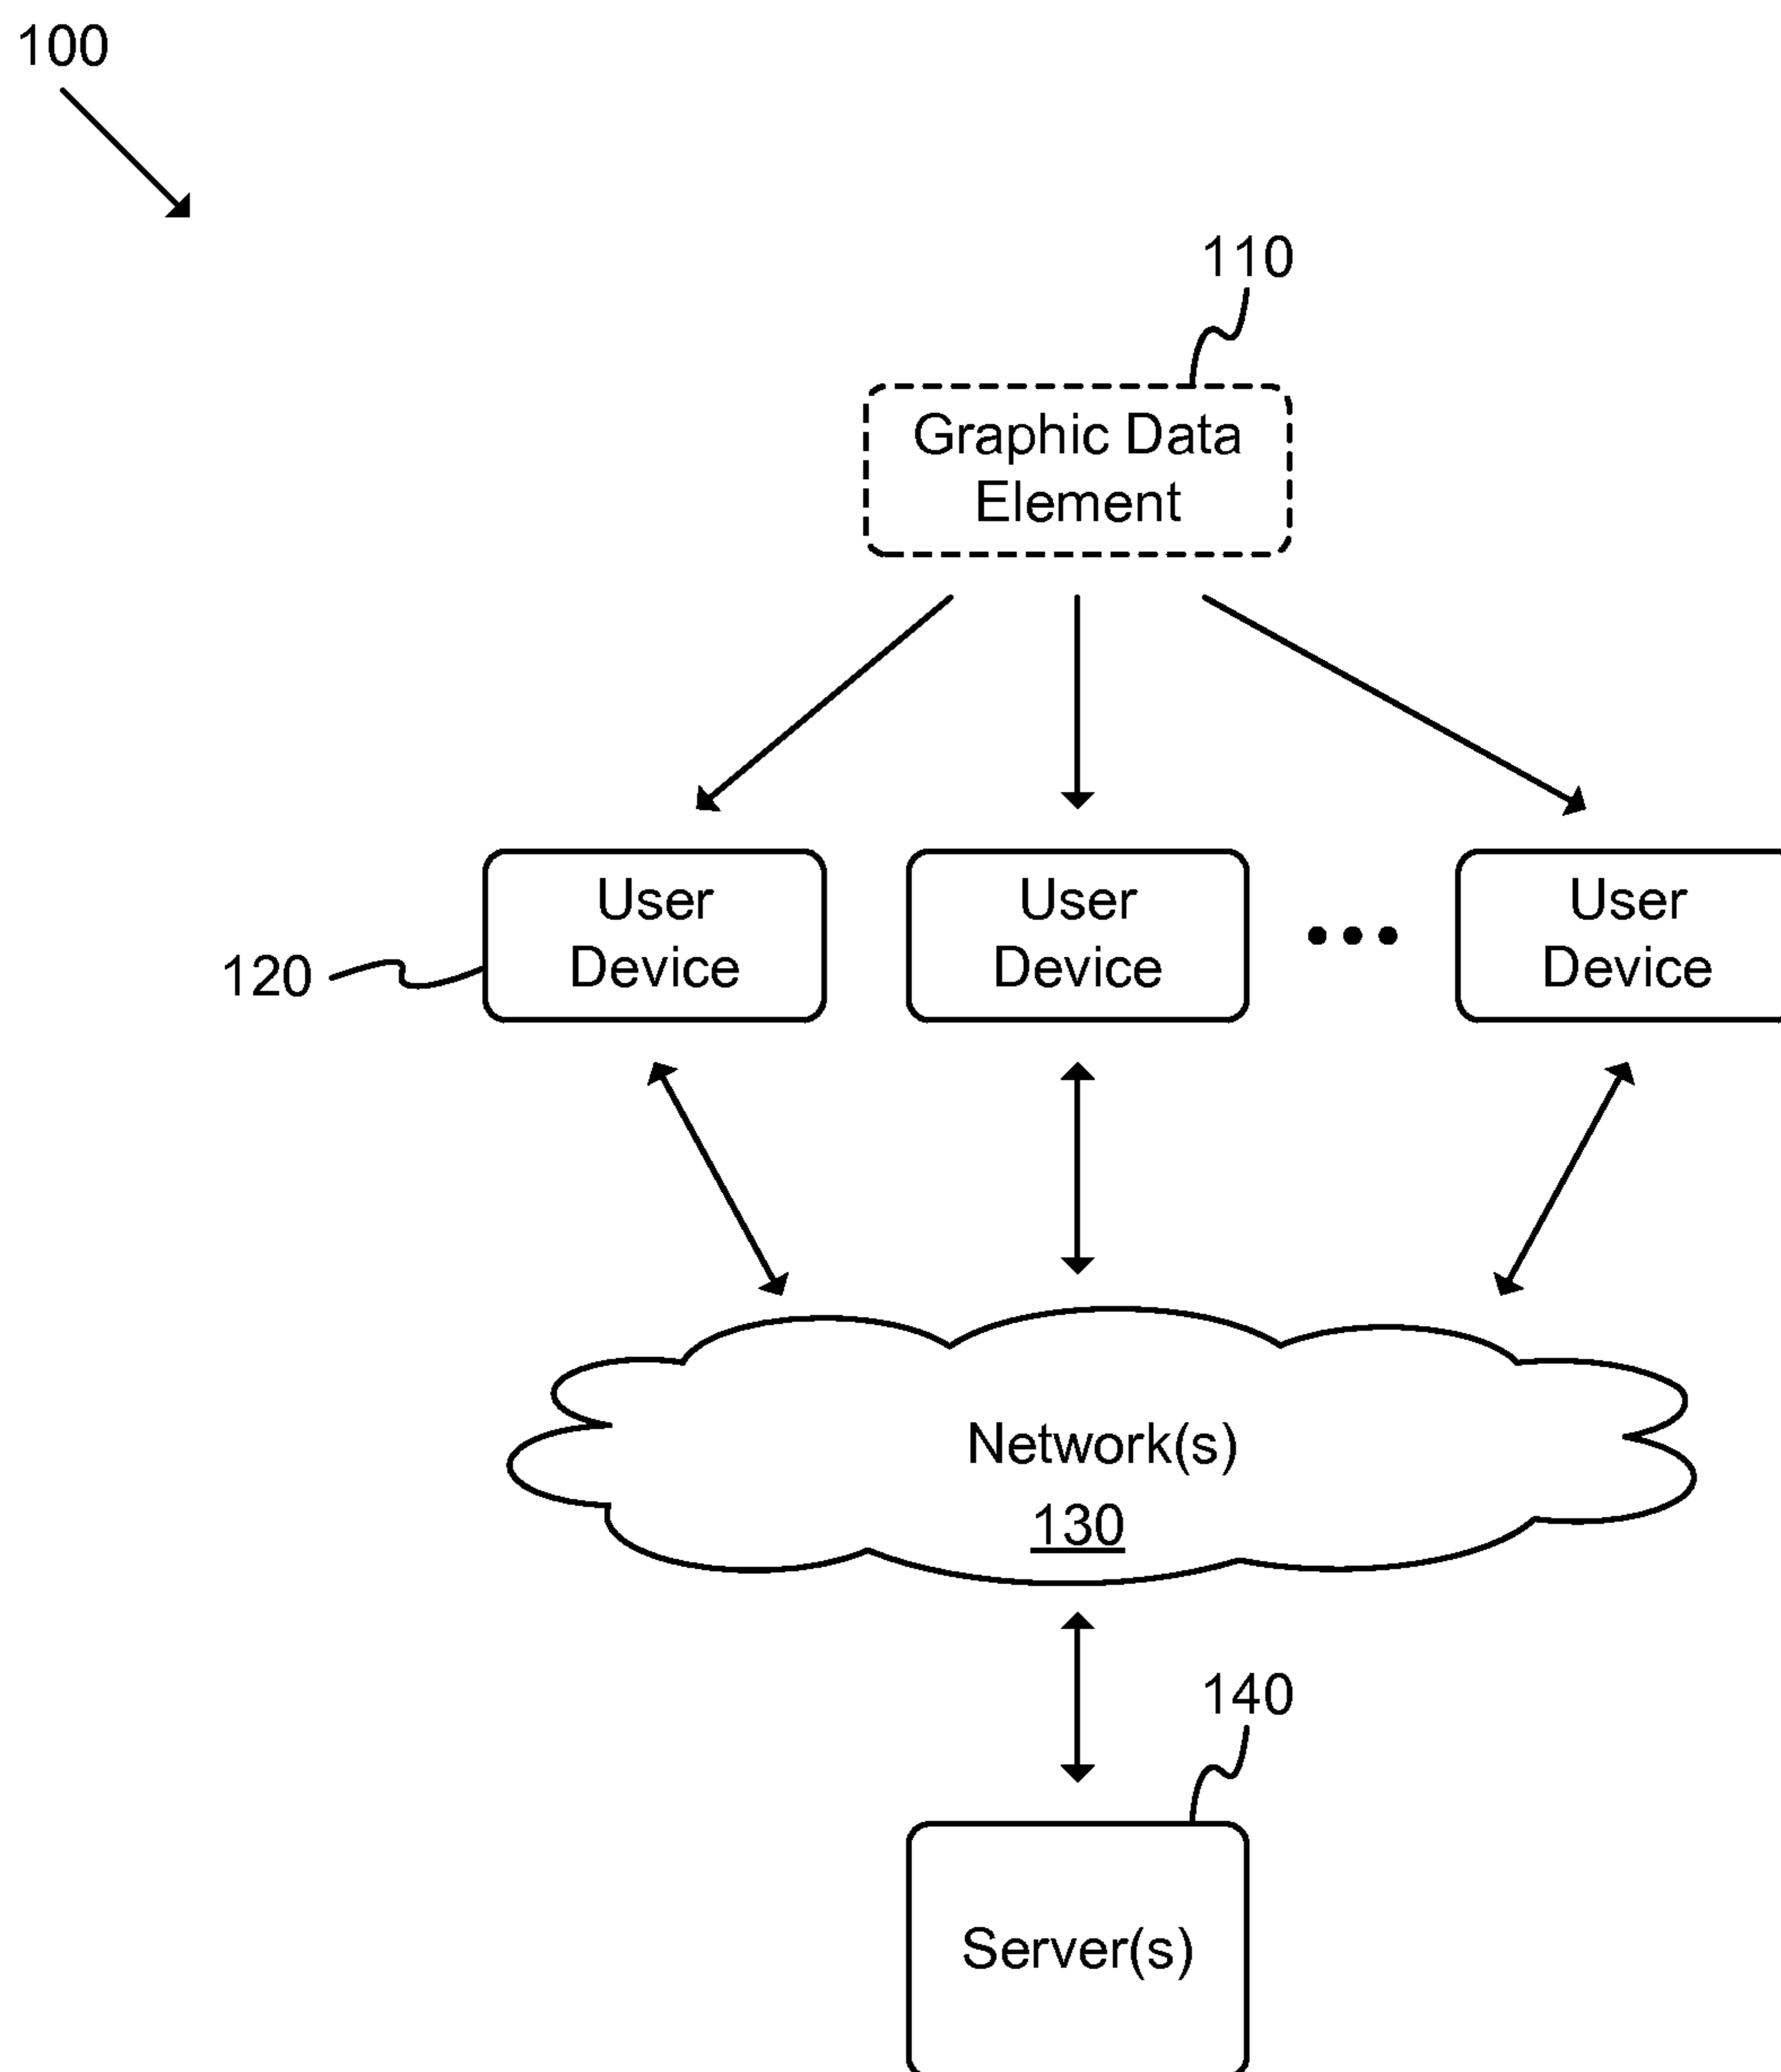 100
110
Graphic Data
Element
User
Device
User
Device
User
Device
120
Network(s)
130
140
Server(s)